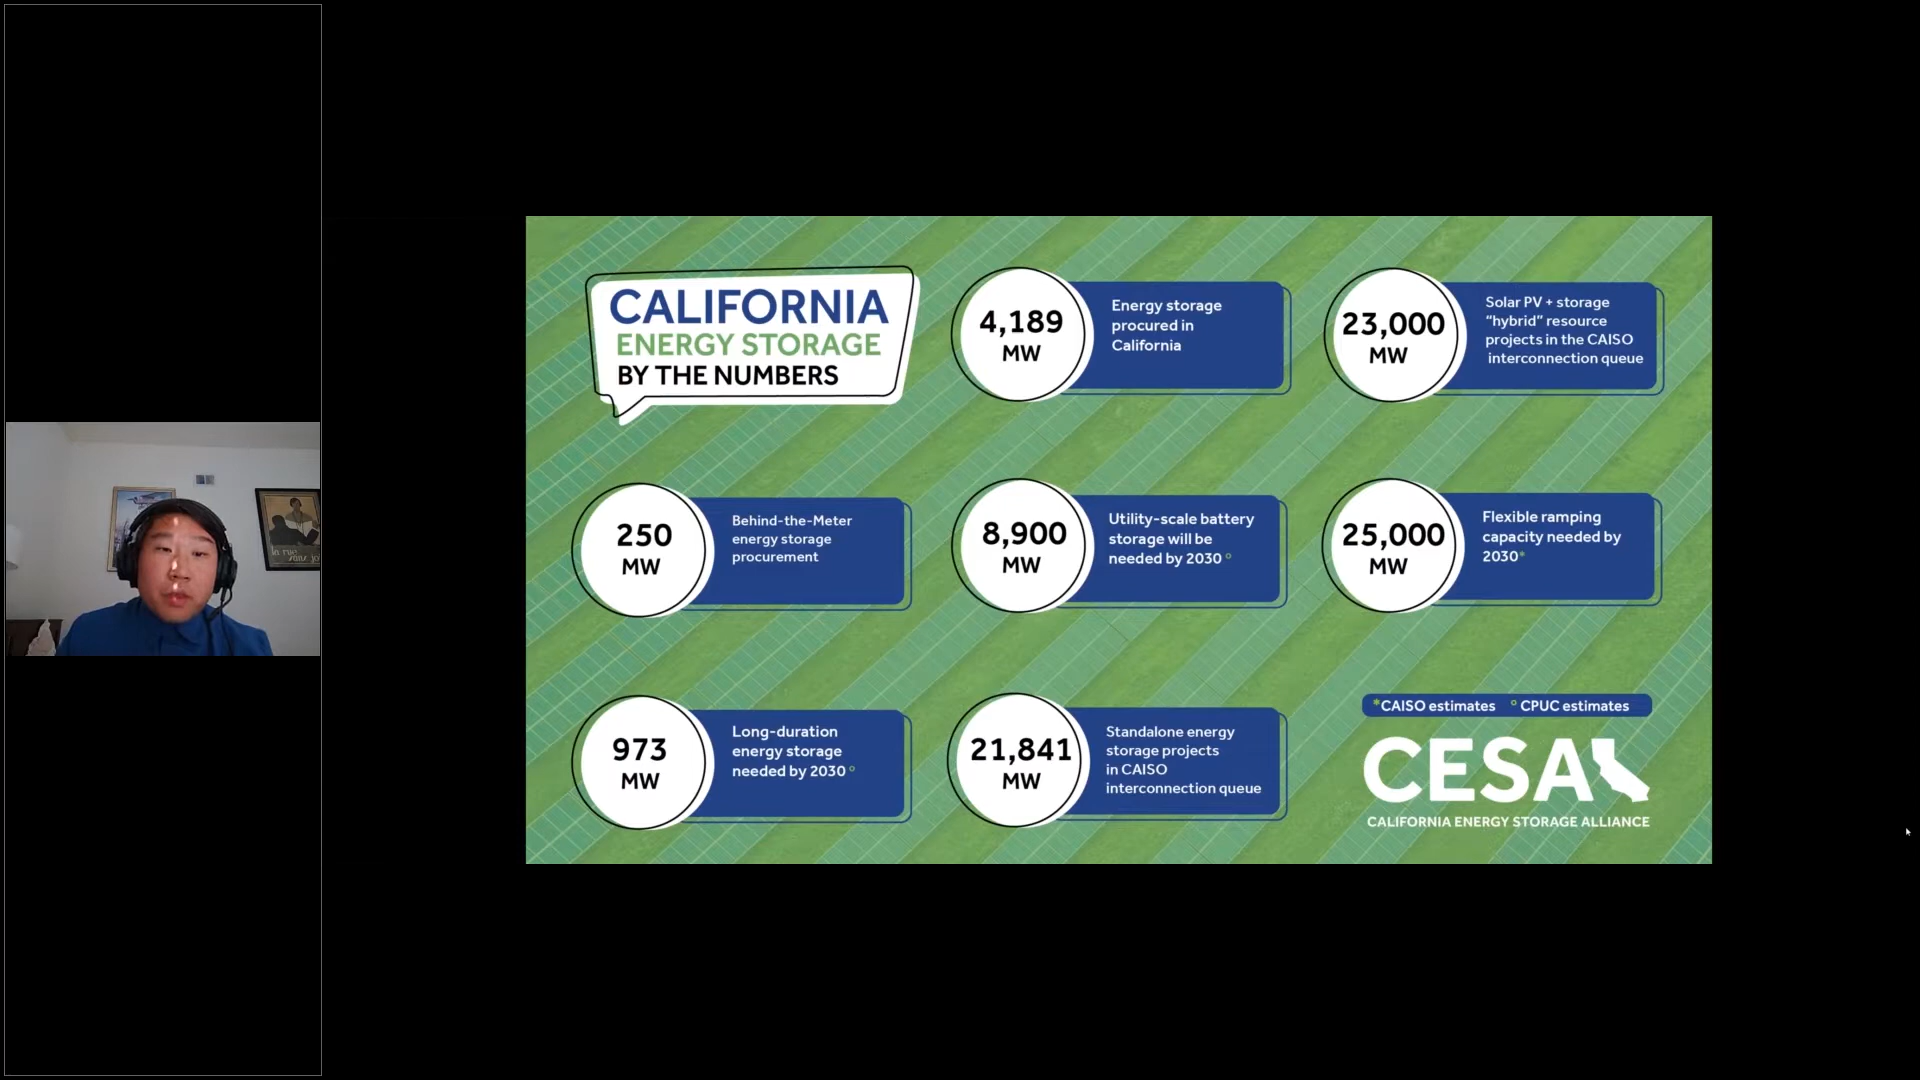 CALIFORNIA
ENERGY STORAGE
BY THE NUMBERS
4,189
MW
Energy storage
procured in
California
23,000
MW
Solar PV + storage
“hybrid” resource
projects in the CAISO
interconnection queue
250
MW
Behind-the-Meter
energy storage
procurement
8,900
MW
Utility-scale battery
storage will be
needed by 2030 °
25,000
MW
Flexible ramping
capacity needed by
2030*
973
MW
Long-duration
energy storage
needed by 2030 °
21,841
MW
Standalone energy
storage projects
in CAISO
interconnection queue
*CAISO estimates ° CPUC estimates
CESA
CALIFORNIA ENERGY STORAGE ALLIANCE
la rue